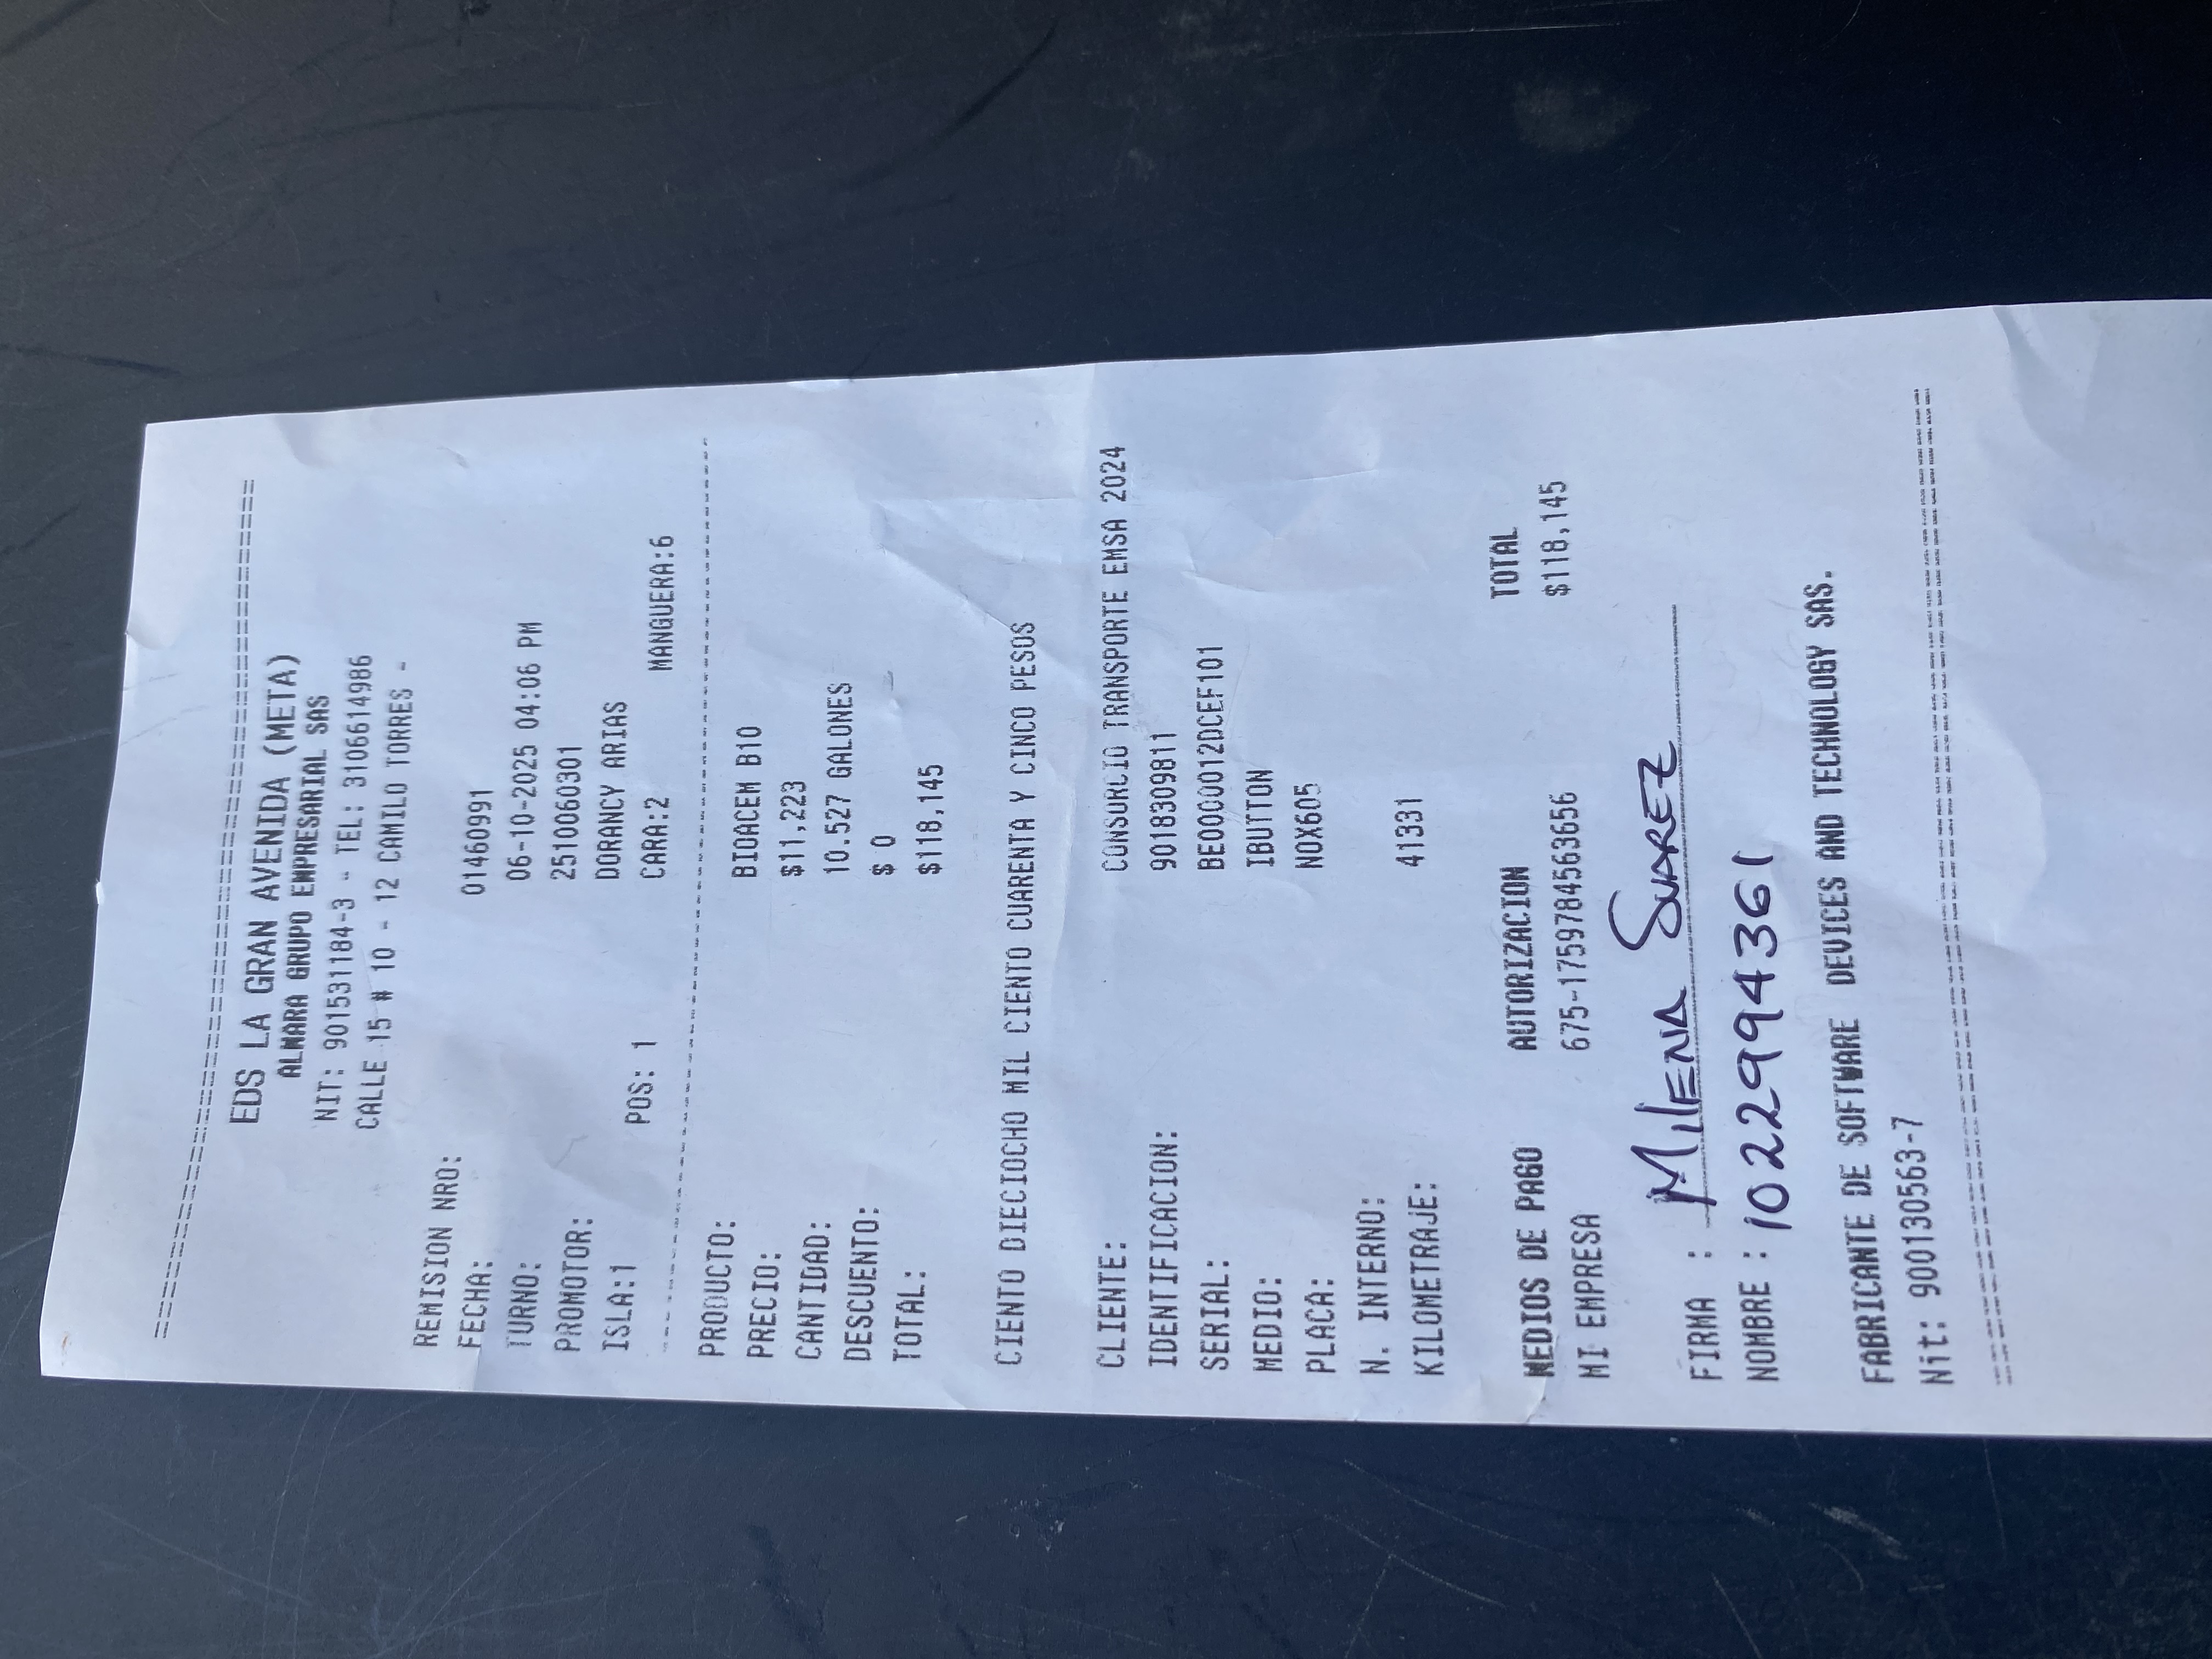 EDS LA GRAN AVENIDA (META)
ALMARA GRUPO EMPRESARIAL SAS
NIT: 901531184-3 - TEL: 3106614986
CALLE 15 # 10 - 12 CAMILO TORRES -
REMISION NRO: 01460991
FECHA: 06-10-2025 04:06 PM
TURNO: 2510060301
PROMOTOR: DORANCY ARIAS
ISLA:1 POS: 1 CARA:2 MANGUERA:6
PRODUCTO: BIOACEM B10
PRECIO: $11,223
CANTIDAD: 10.527 GALONES
DESCUENTO: $ 0
TOTAL: $118,145
CIENTO DIECIOCHO MIL CIENTO CUARENTA Y CINCO PESOS
CLIENTE: CONSORCIO TRANSPORTE EMSA 2024
IDENTIFICACION: 9018309811
SERIAL: BE0000012DCEF101
MEDIO: IBUTTON
PLACA: NOX605
N. INTERNO:
KILOMETRAJE: 41331
MEDIOS DE PAGO AUTORIZACION TOTAL
MI EMPRESA 675-1759784563656 $118,145
FIRMA : MIlENA SUAREZ
NOMBRE : 1022994361
FABRICANTE DE SOFTWARE DEVICES AND TECHNOLOGY SAS.
Nit: 900130563-7